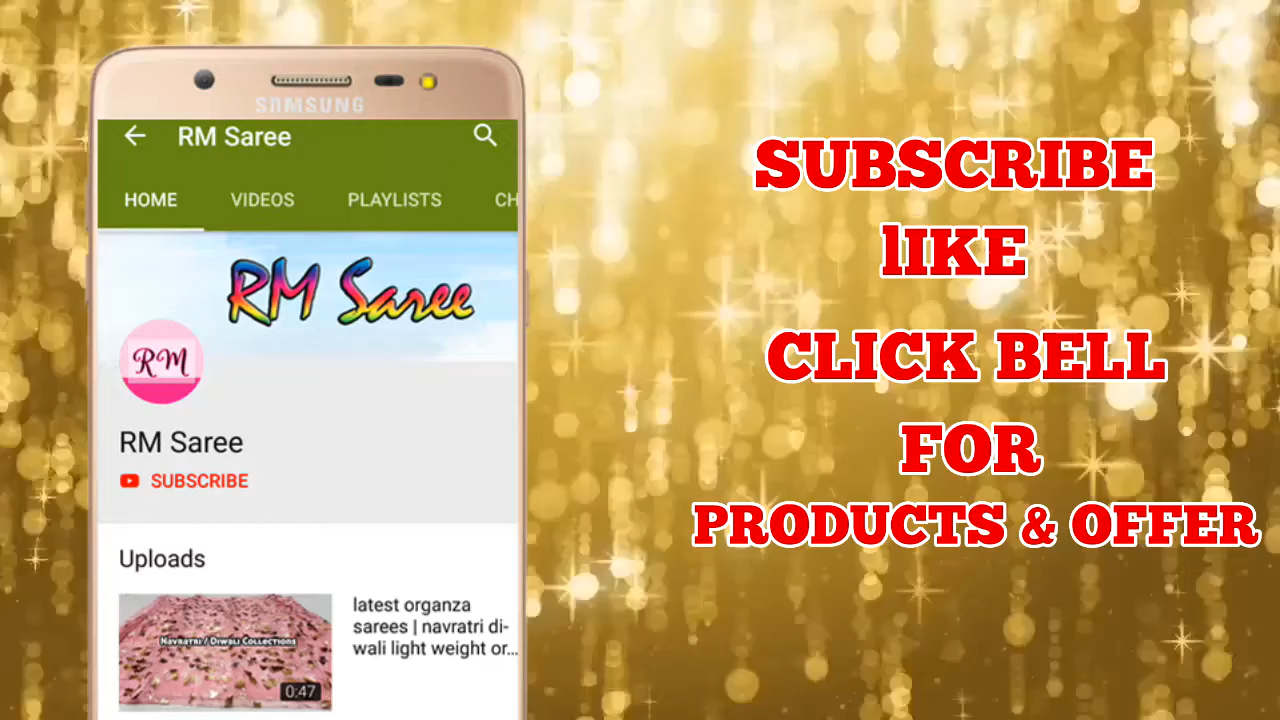 SAMSUNG
RM Saree
HOME VIDEOS PLAYLISTS CH
RM Saree
RM
RM Saree
SUBSCRIBE
Uploads
Navratri / Diwali Collections
0:47
latest organza
sarees | navratri di-
wali light weight or...
SUBSCRIBE
lIKE
CLICK BELL
FOR
PRODUCTS & OFFER